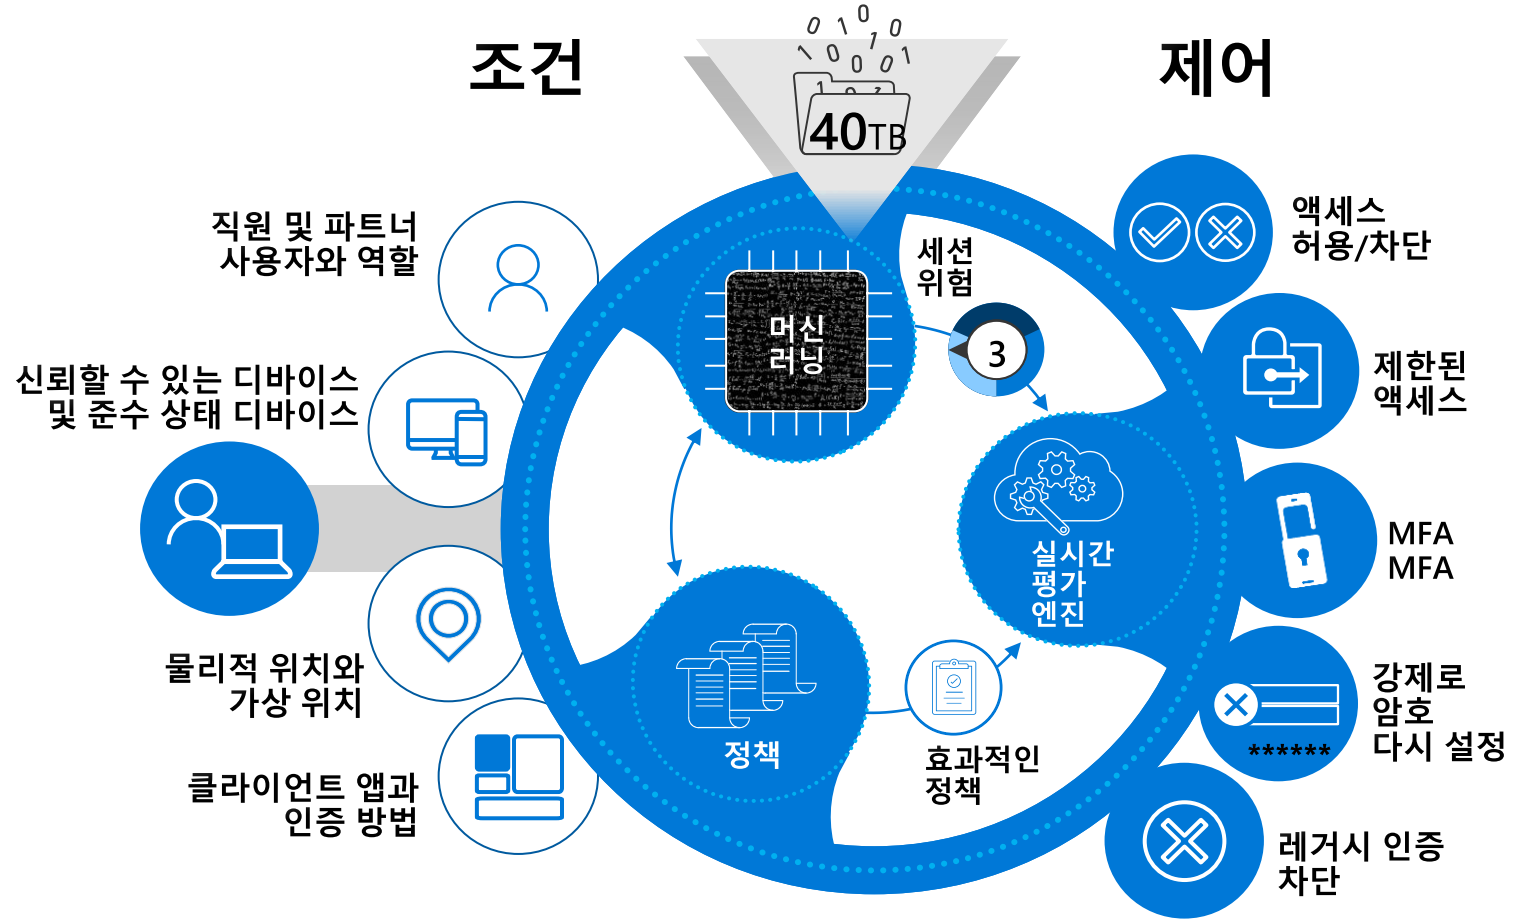 조건
제어
0 1 0 0
1 0 0 1 0 1
40TB
직원 및 파트너
사용자와 역할
신뢰할 수 있는 디바이스
및 준수 상태 디바이스
물리적 위치와
가상 위치
클라이언트 앱과
인증 방법
머신
러닝
세션
위험
3
실시간
평가
엔진
정책
효과적인
정책
액세스
허용/차단
제한된
액세스
MFA
MFA
강제로
암호
다시 설정
******
레거시 인증
차단